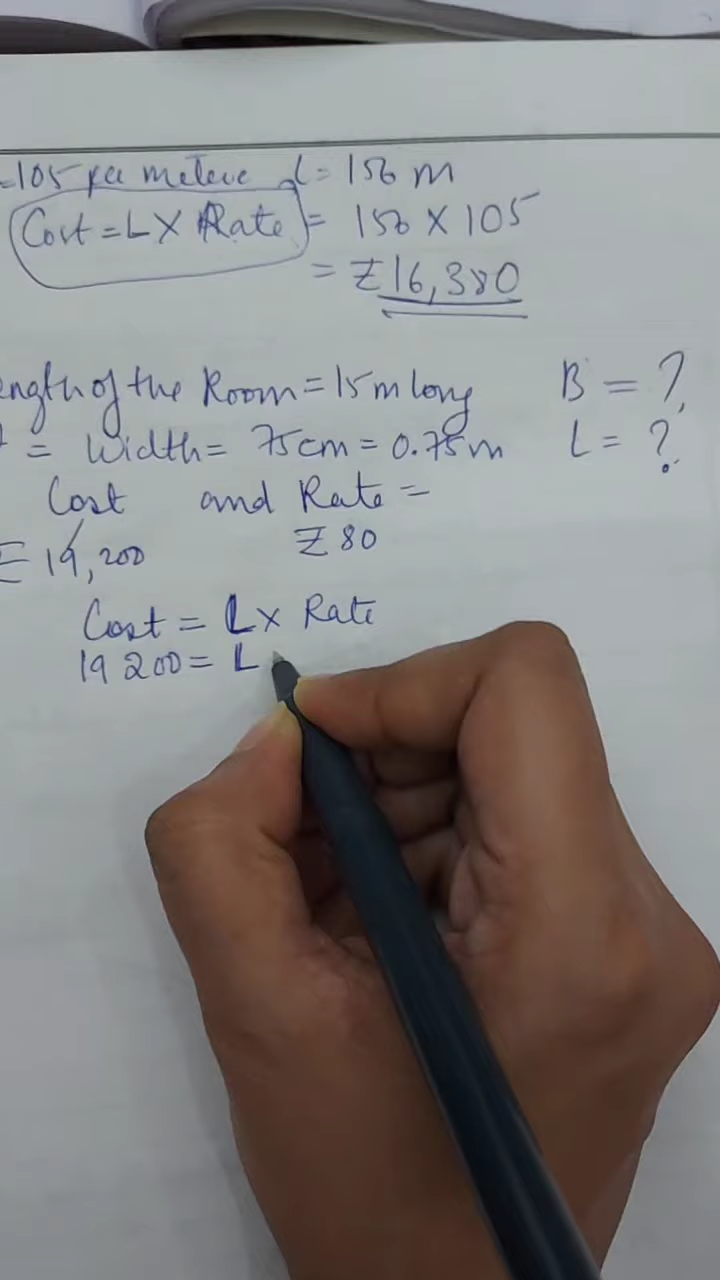 =105 per metere l = 156 m
Cost = L X Rate = 156 X 105
= ₹16,380
ength of the Room = 15 m long B = ?
= width = 75 cm = 0.75 m L = ?
Cost and Rate =
₹ 19,200 ₹ 80
Cost = L x Rate
19 200 = L